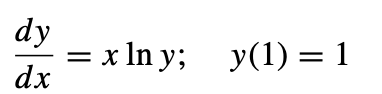 dy/dx = x ln y;    y(1) = 1